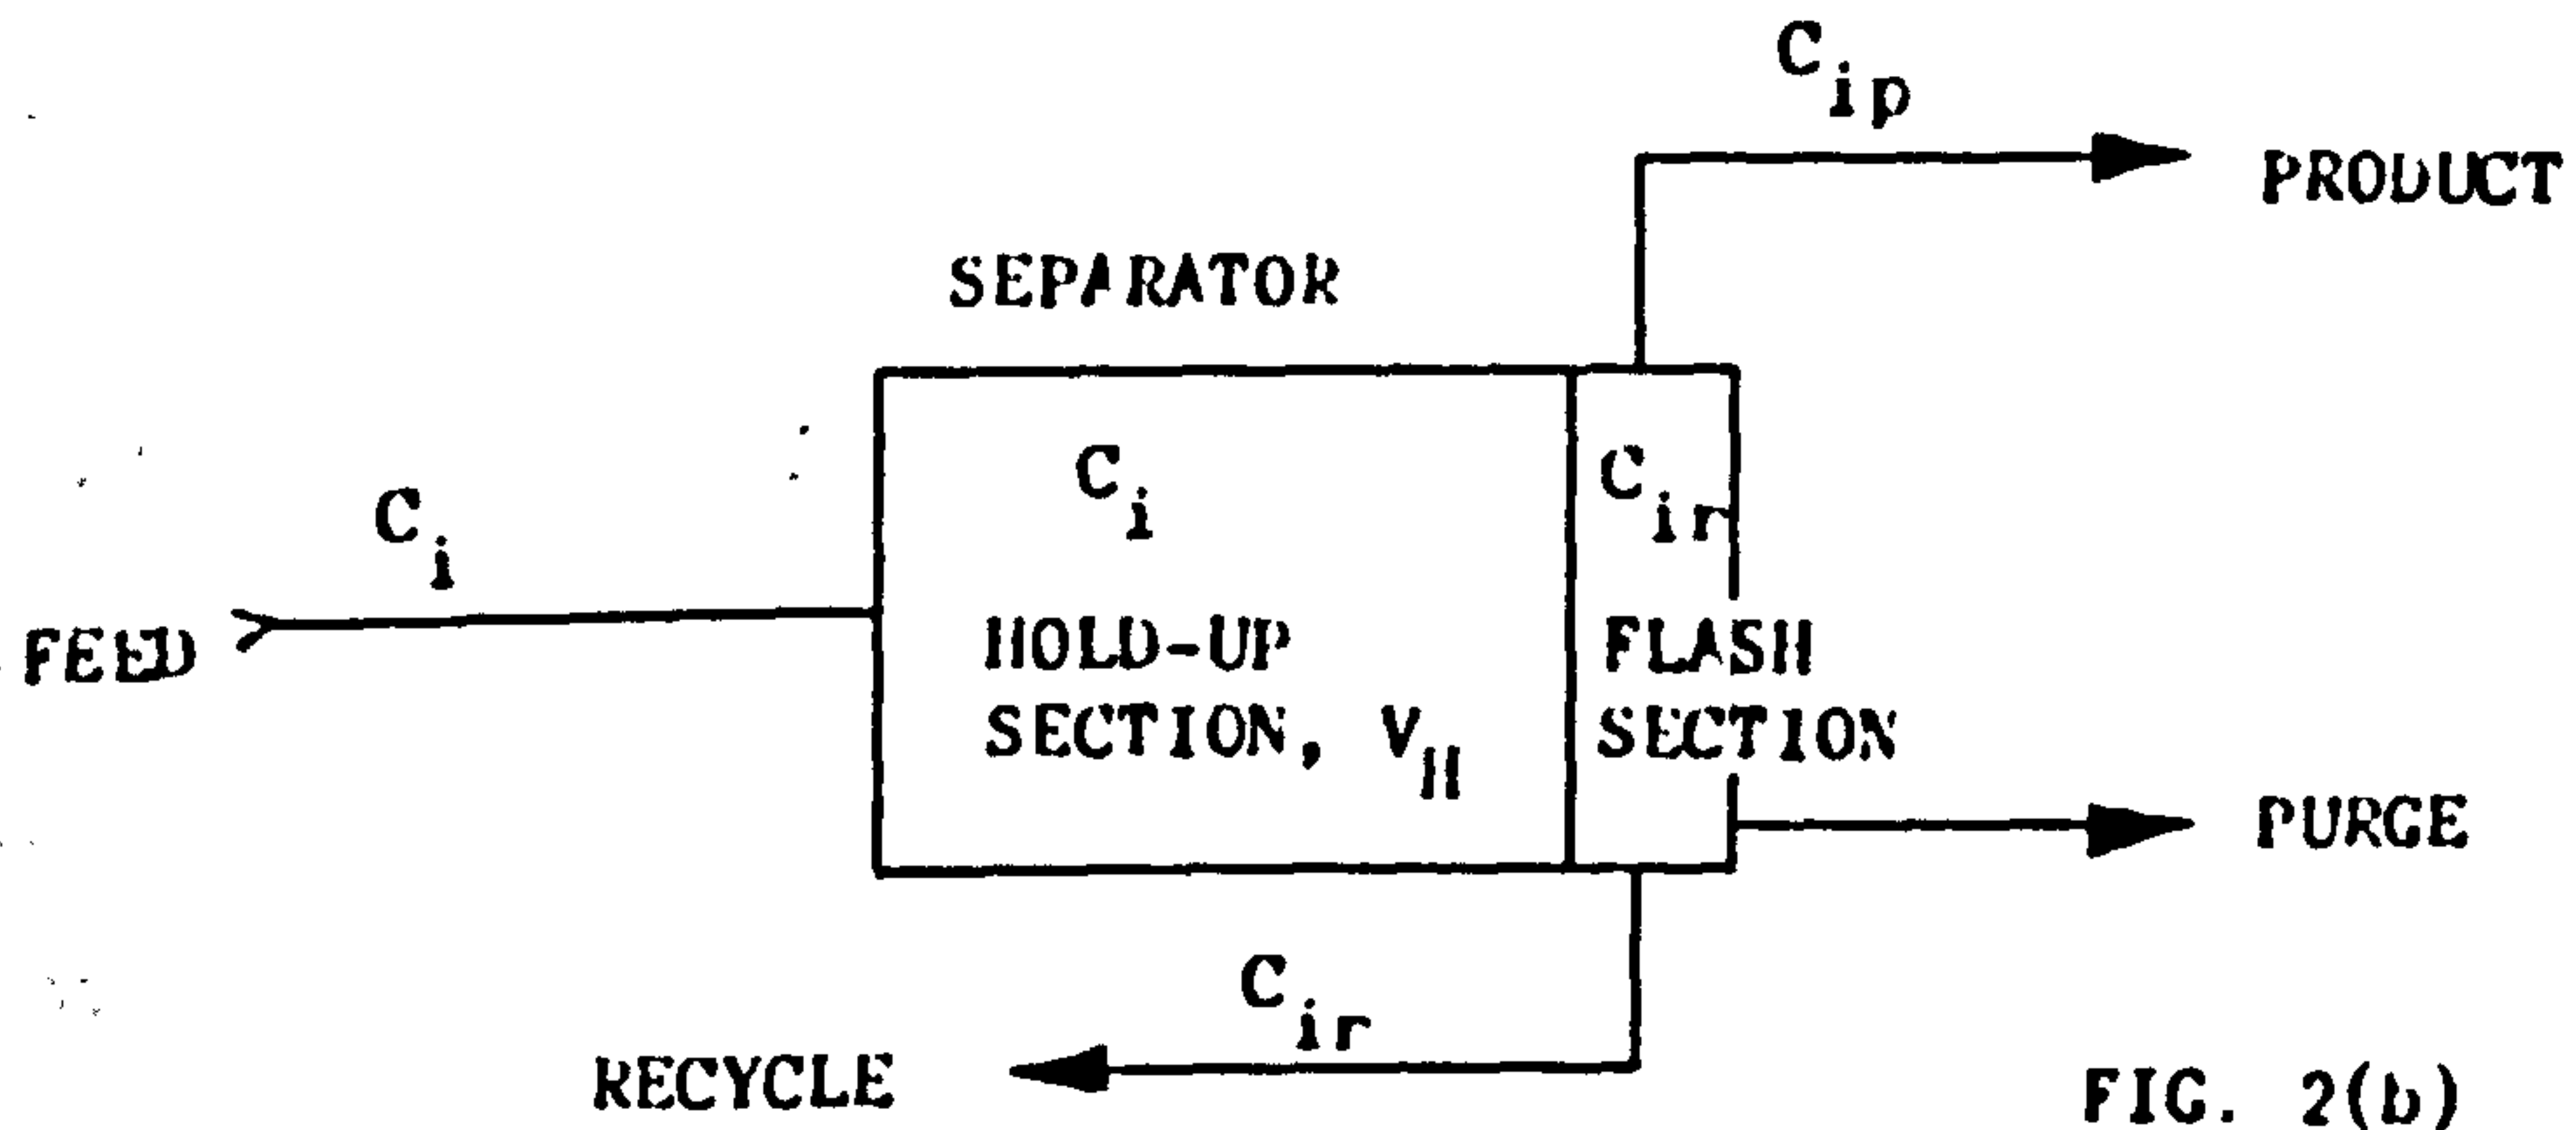 C_ip
PRODUCT
SEPARATOR
C_i
C_i
C_ir
FEED
HOLD-UP
SECTION, V_H
FLASH
SECTION
PURGE
C_ir
RECYCLE
FIG. 2(b)